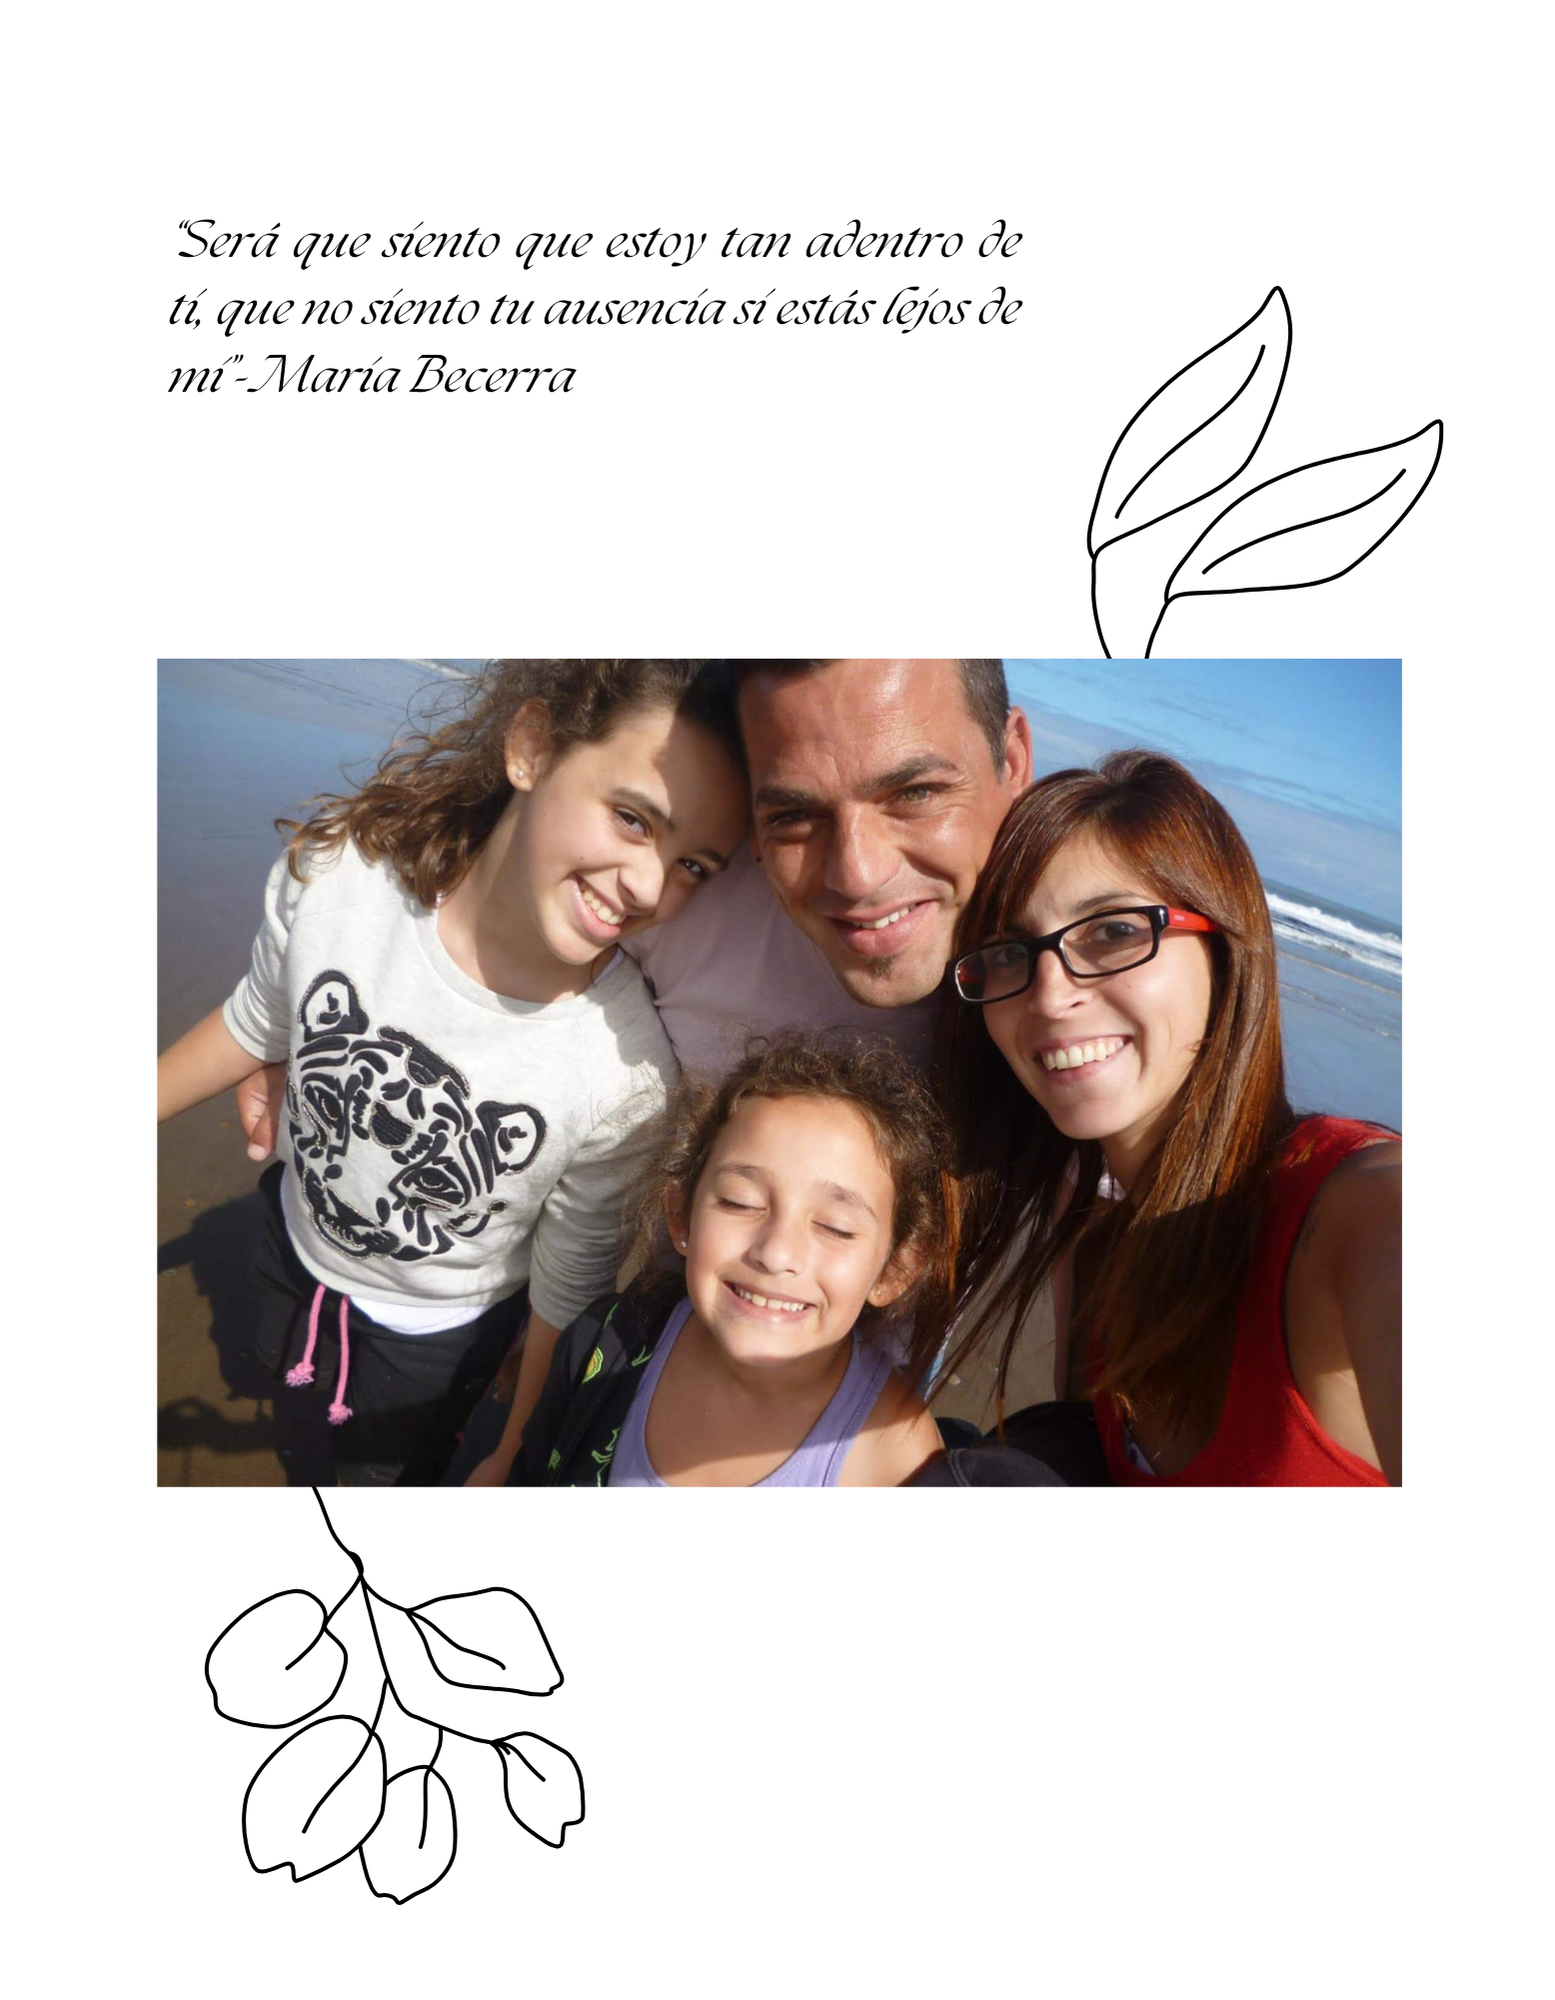 “Será que siento que estoy tan adentro de
ti, que no siento tu ausencia si estás lejos de
mí”-María Becerra